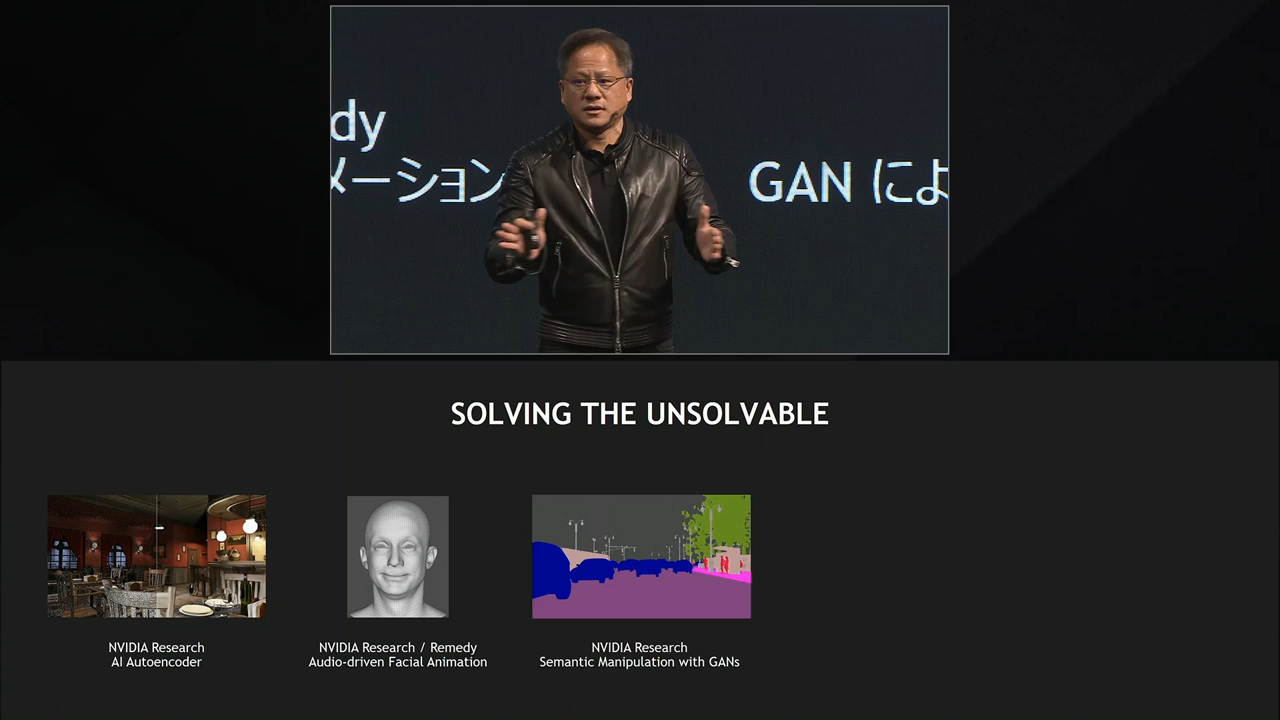 dy
メーション
GAN によ
SOLVING THE UNSOLVABLE
NVIDIA Research
AI Autoencoder
NVIDIA Research / Remedy
Audio-driven Facial Animation
NVIDIA Research
Semantic Manipulation with GANs